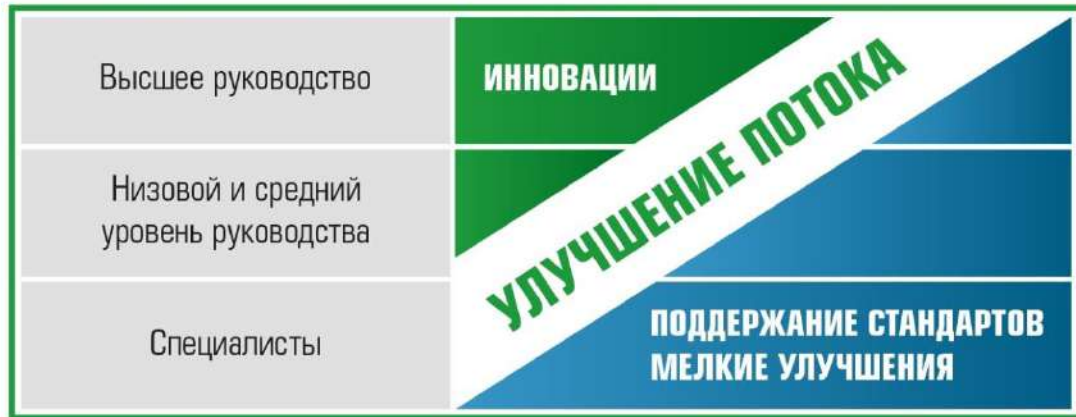 Высшее руководство
ИННОВАЦИИ
УЛУЧШЕНИЕ ПОТОКА
Низовой и средний
уровень руководства
Специалисты
ПОДДЕРЖАНИЕ СТАНДАРТОВ
МЕЛКИЕ УЛУЧШЕНИЯ